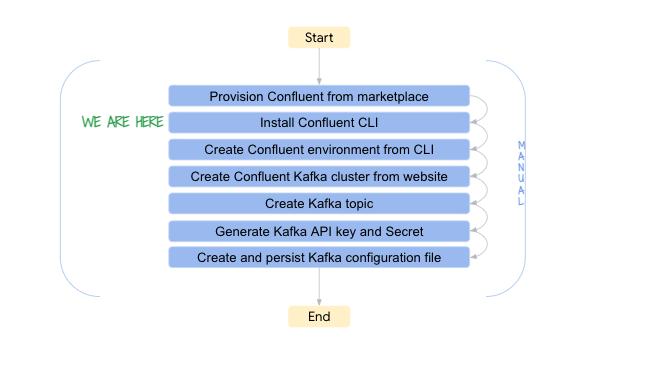 Start
Provision Confluent from marketplace
WE ARE HERE
Install Confluent CLI
Create Confluent environment from CLI
Create Confluent Kafka cluster from website
Create Kafka topic
Generate Kafka API key and Secret
Create and persist Kafka configuration file
MANUAL
End